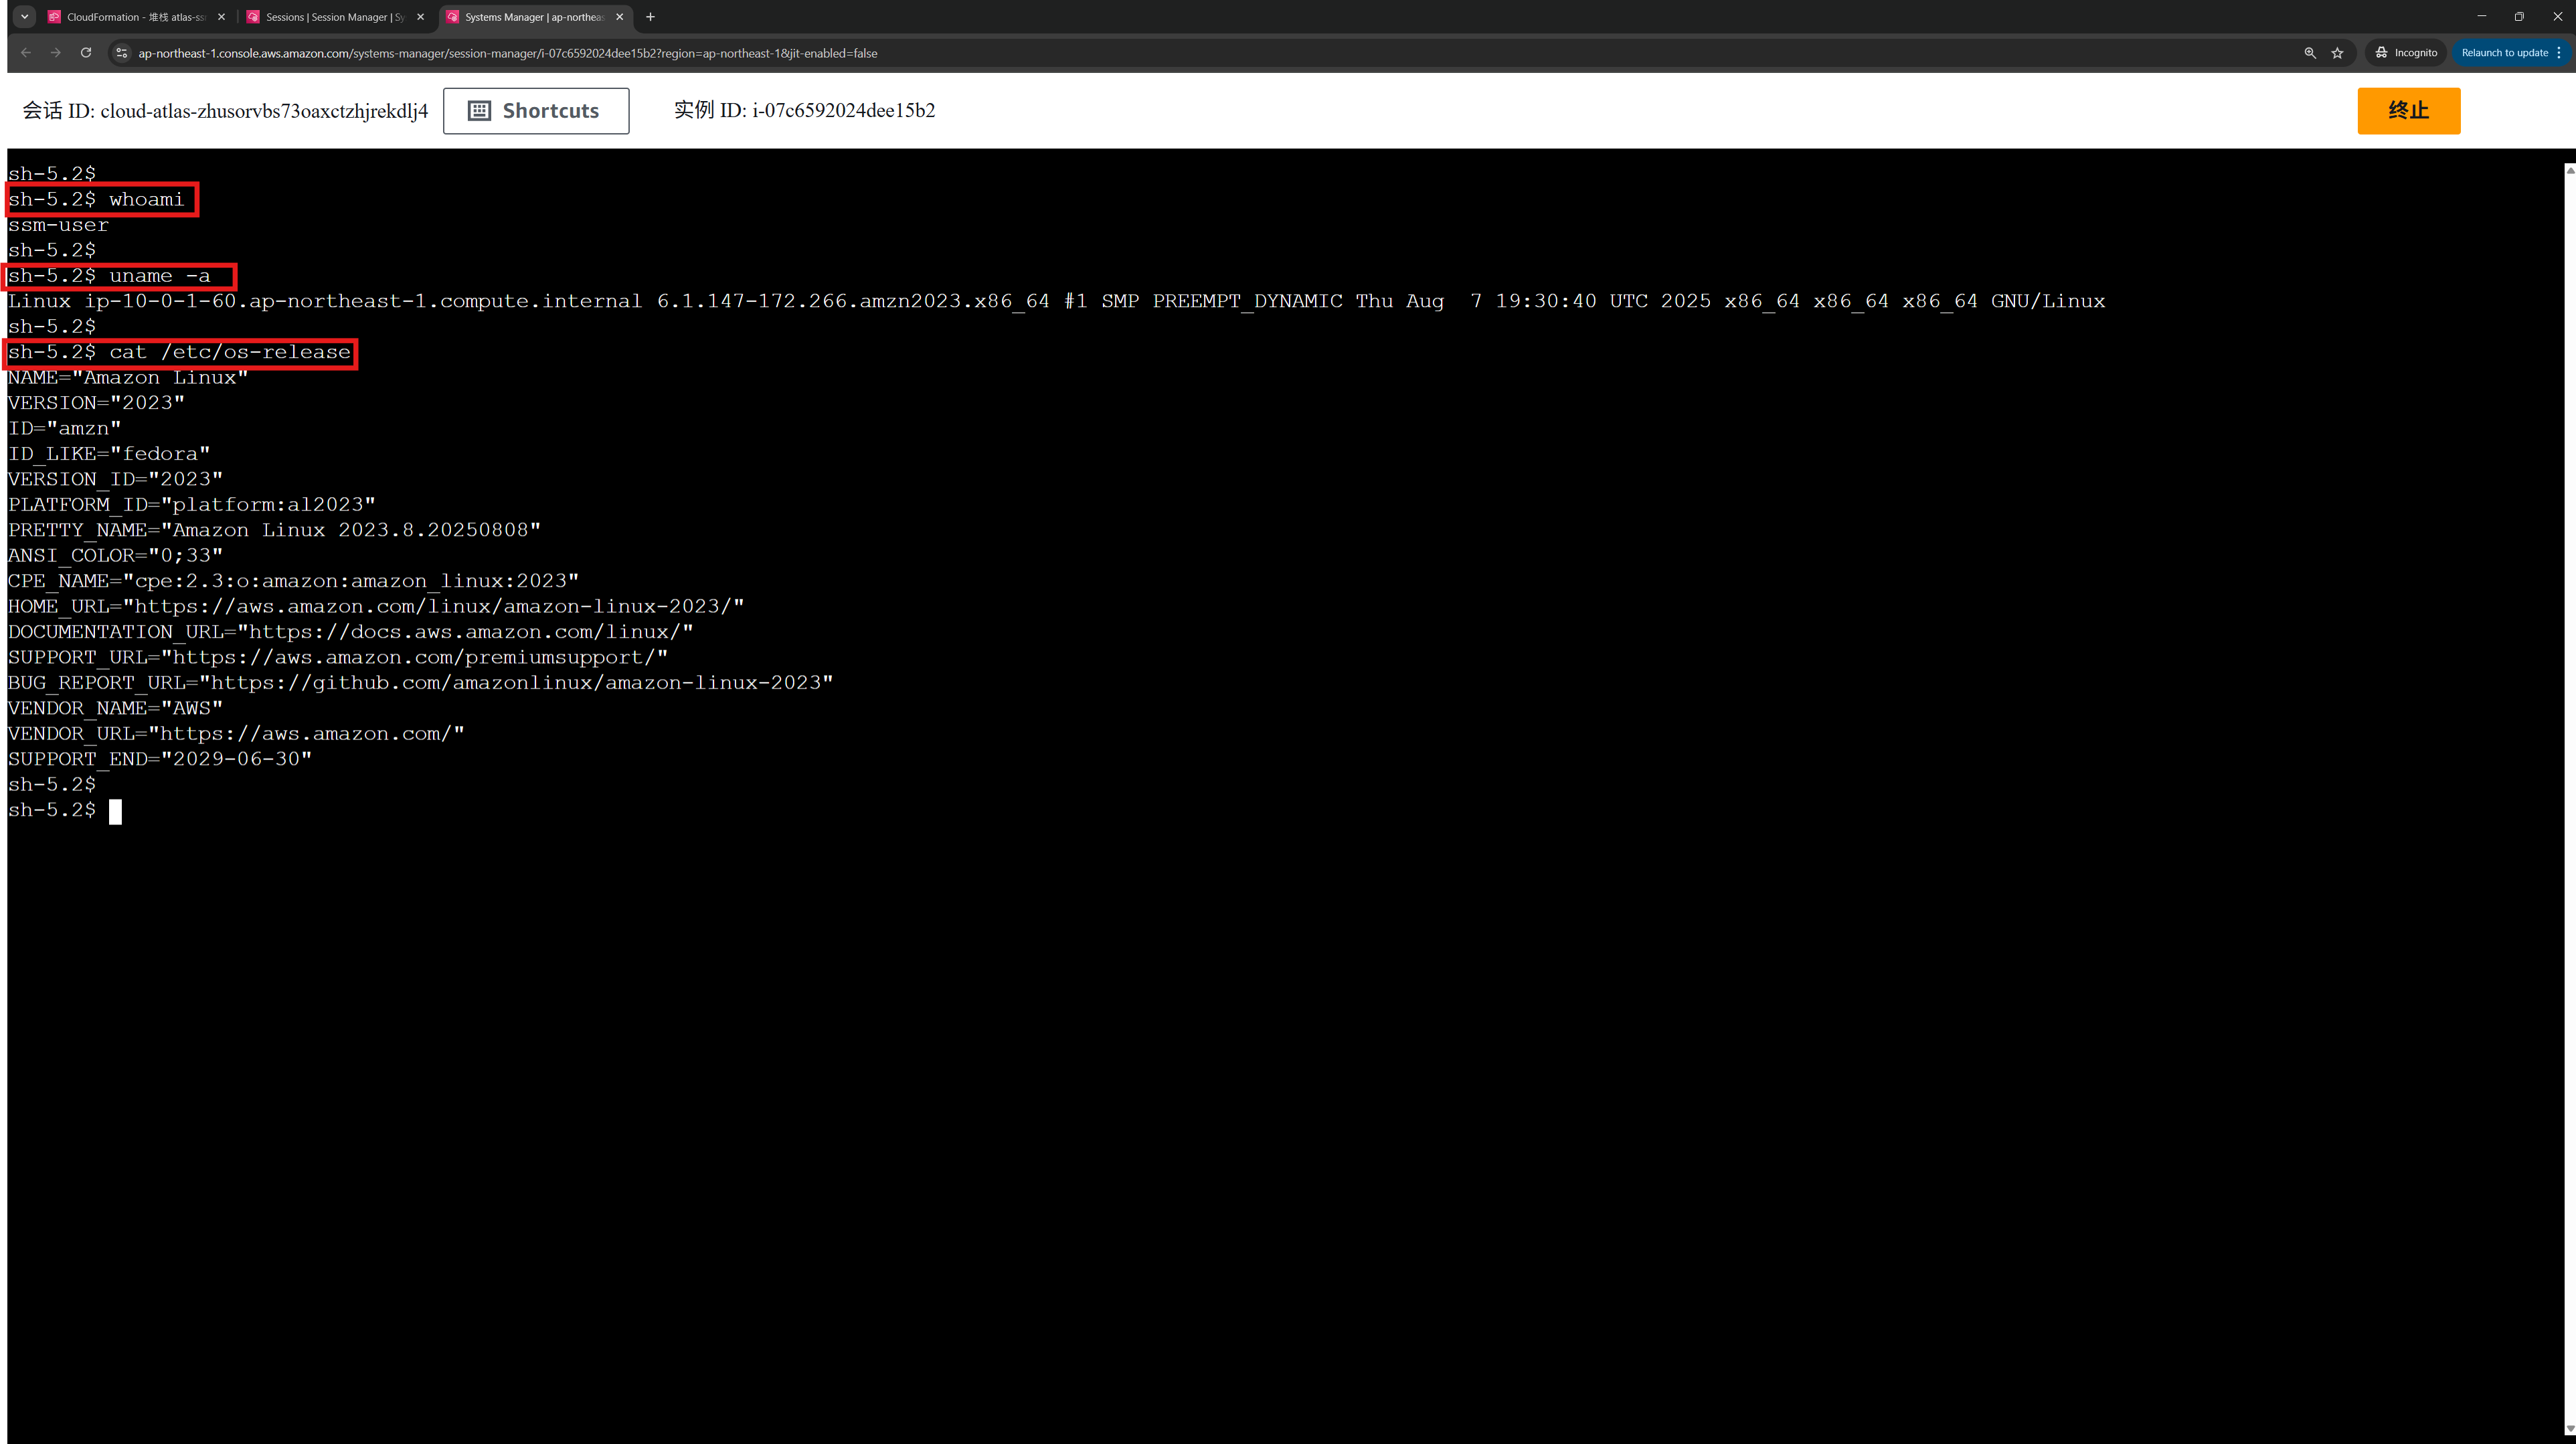 CloudFormation - 堆栈 atlas-ss
Sessions | Session Manager | Sy
Systems Manager | ap-northeas
ap-northeast-1.console.aws.amazon.com/systems-manager/session-manager/i-07c6592024dee15b2?region=ap-northeast-1&jit-enabled=false
Incognito
Relaunch to update
会话 ID: cloud-atlas-zhusorvbs73oaxctzhjrekdlj4
Shortcuts
实例 ID: i-07c6592024dee15b2
终止
sh-5.2$
sh-5.2$ whoami
ssm-user
sh-5.2$
sh-5.2$ uname -a
Linux ip-10-0-1-60.ap-northeast-1.compute.internal 6.1.147-172.266.amzn2023.x86_64 #1 SMP PREEMPT_DYNAMIC Thu Aug  7 19:30:40 UTC 2025 x86_64 x86_64 x86_64 GNU/Linux
sh-5.2$
sh-5.2$ cat /etc/os-release
NAME="Amazon Linux"
VERSION="2023"
ID="amzn"
ID_LIKE="fedora"
VERSION_ID="2023"
PLATFORM_ID="platform:al2023"
PRETTY_NAME="Amazon Linux 2023.8.20250808"
ANSI_COLOR="0;33"
CPE_NAME="cpe:2.3:o:amazon:amazon_linux:2023"
HOME_URL="https://aws.amazon.com/linux/amazon-linux-2023/"
DOCUMENTATION_URL="https://docs.aws.amazon.com/linux/"
SUPPORT_URL="https://aws.amazon.com/premiumsupport/"
BUG_REPORT_URL="https://github.com/amazonlinux/amazon-linux-2023"
VENDOR_NAME="AWS"
VENDOR_URL="https://aws.amazon.com/"
SUPPORT_END="2029-06-30"
sh-5.2$
sh-5.2$